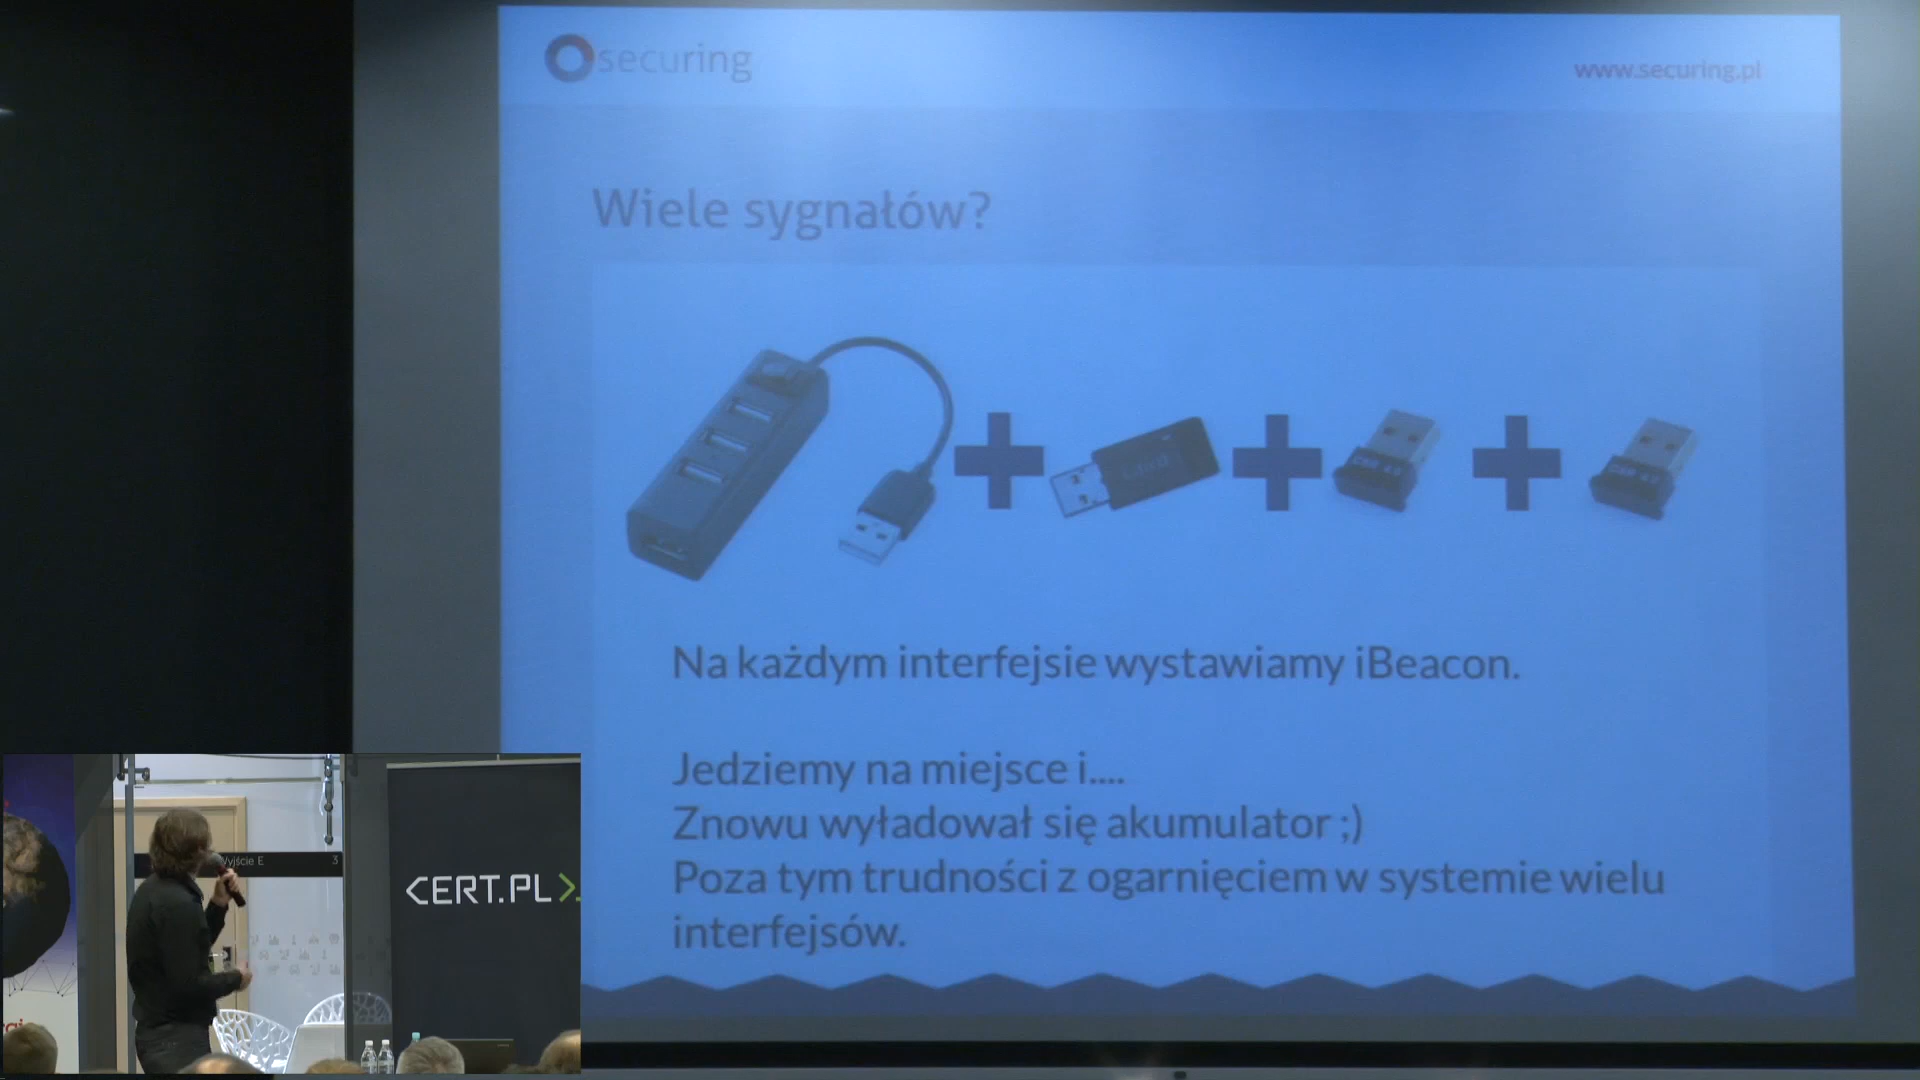 securing
www.securing.pl
Wiele sygnałów?
Na każdym interfejsie wystawiamy iBeacon.
Jedziemy na miejsce i....
Znowu wyładował się akumulator ;)
Poza tym trudności z ogarnięciem w systemie wielu
interfejsów.
Wyjście E 3
CERT.PL>_